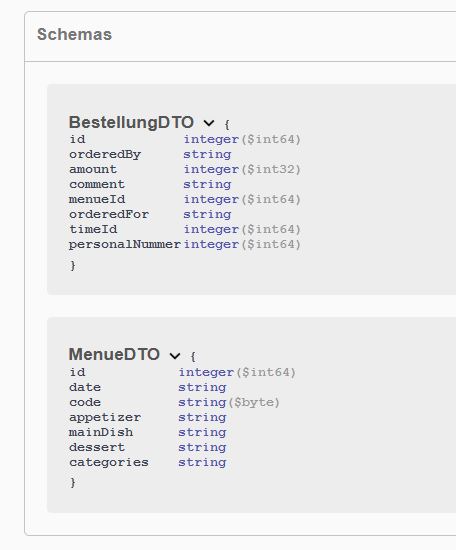 Schemas
BestellungDTO {
id integer($int64)
orderedBy string
amount integer($int32)
comment string
menueId integer($int64)
orderedFor string
timeId integer($int64)
personalNummer integer($int64)
}
MenueDTO {
id integer($int64)
date string
code string($byte)
appetizer string
mainDish string
dessert string
categories string
}